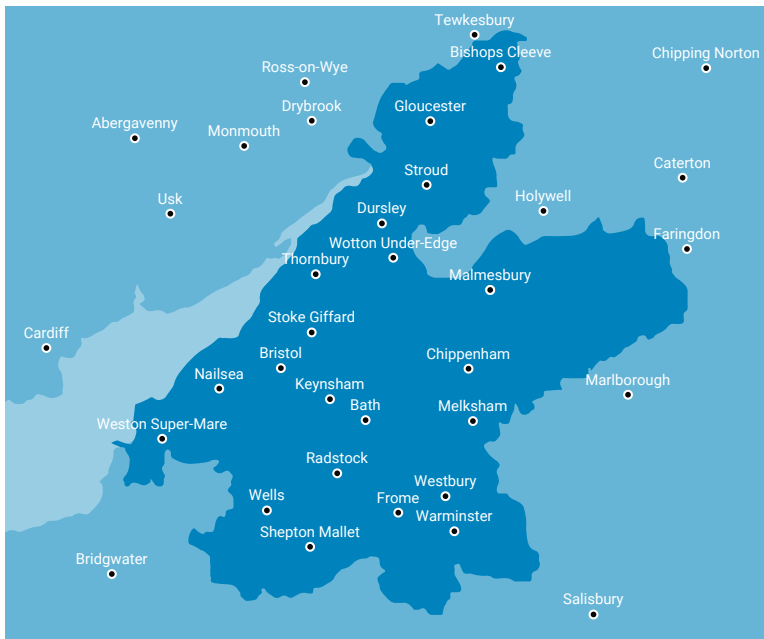 Tewkesbury
Bishops Cleeve
Chipping Norton
Ross-on-Wye
Drybrook
Gloucester
Abergavenny
Monmouth
Caterton
Stroud
Usk
Holywell
Dursley
Faringdon
Wotton Under-Edge
Thornbury
Malmesbury
Stoke Giffard
Cardiff
Bristol
Chippenham
Nailsea
Keynsham
Marlborough
Bath
Melksham
Weston Super-Mare
Radstock
Westbury
Wells
Frome
Warminster
Shepton Mallet
Bridgwater
Salisbury